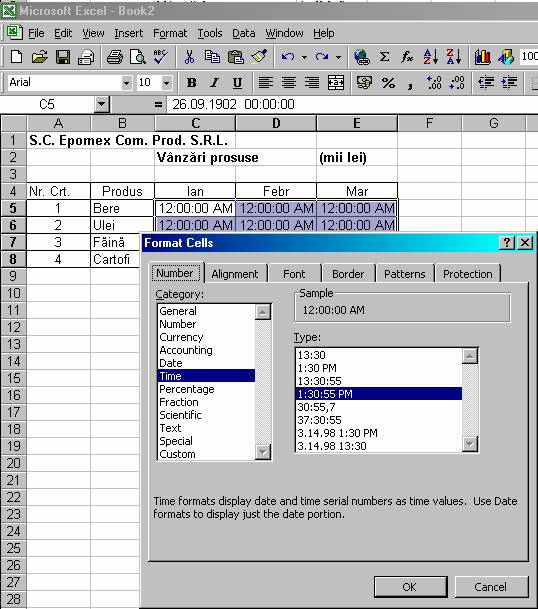 Microsoft Excel - Book2
File Edit View Insert Format Tools Data Window Help
100
Arial 10 B I U
C5 = 26.09.1902 00:00:00
A B C D E F G
1 S.C. Epomex Com. Prod. S.R.L.
2 Vânzări prosuse (mii lei)
3
4 Nr. Crt. Produs Ian Febr Mar
5 1 Bere 12:00:00 AM 12:00:00 AM 12:00:00 AM
6 2 Ulei 12:00:00 AM 12:00:00 AM 12:00:00 AM
7 3 Făină
8 4 Cartofi
9
10
11
12
13
14
15
16
17
18
19
20
21
22
23
24
25
26
27
28
Format Cells
Number Alignment Font Border Patterns Protection
Category:
General
Number
Currency
Accounting
Date
Time
Percentage
Fraction
Scientific
Text
Special
Custom
Sample
12:00:00 AM
Type:
13:30
1:30 PM
13:30:55
1:30:55 PM
30:55,7
37:30:55
3.14.98 1:30 PM
3.14.98 13:30
Time formats display date and time serial numbers as time values. Use Date
formats to display just the date portion.
OK Cancel